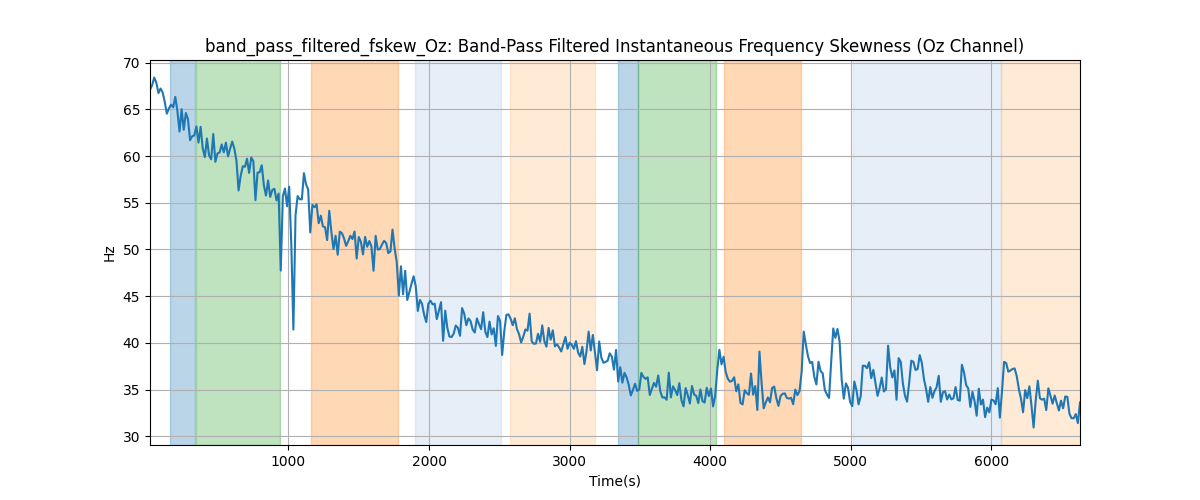 band_pass_filtered_fskew_Oz: Band-Pass Filtered Instantaneous Frequency Skewness (Oz Channel)
70
65
60
55
50
45
40
35
30
Hz
1000 2000 3000 4000 5000 6000
Time(s)